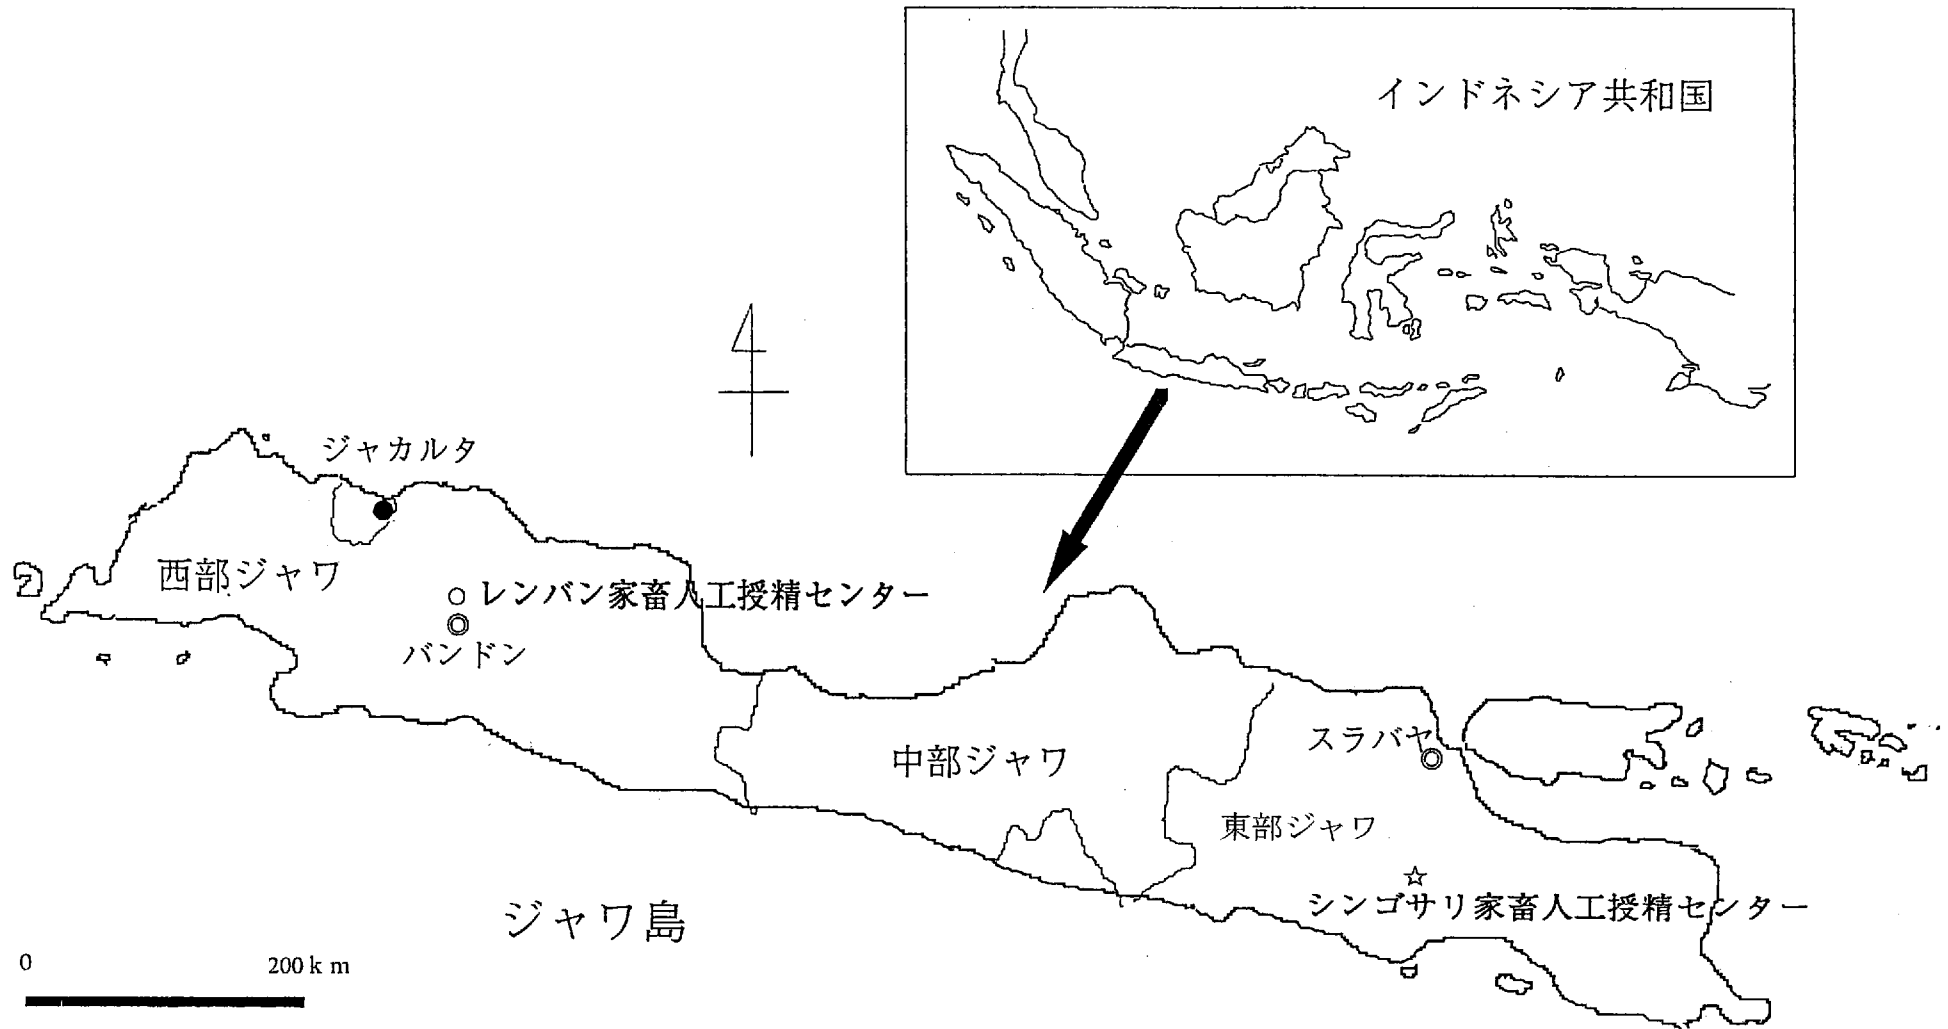 インドネシア共和国
ジャカルタ
西部ジャワ
レンバン家畜人工授精センター
バンドン
スラバヤ
中部ジャワ
東部ジャワ
シンゴサリ家畜人工授精センター
ジャワ島
0 200 km